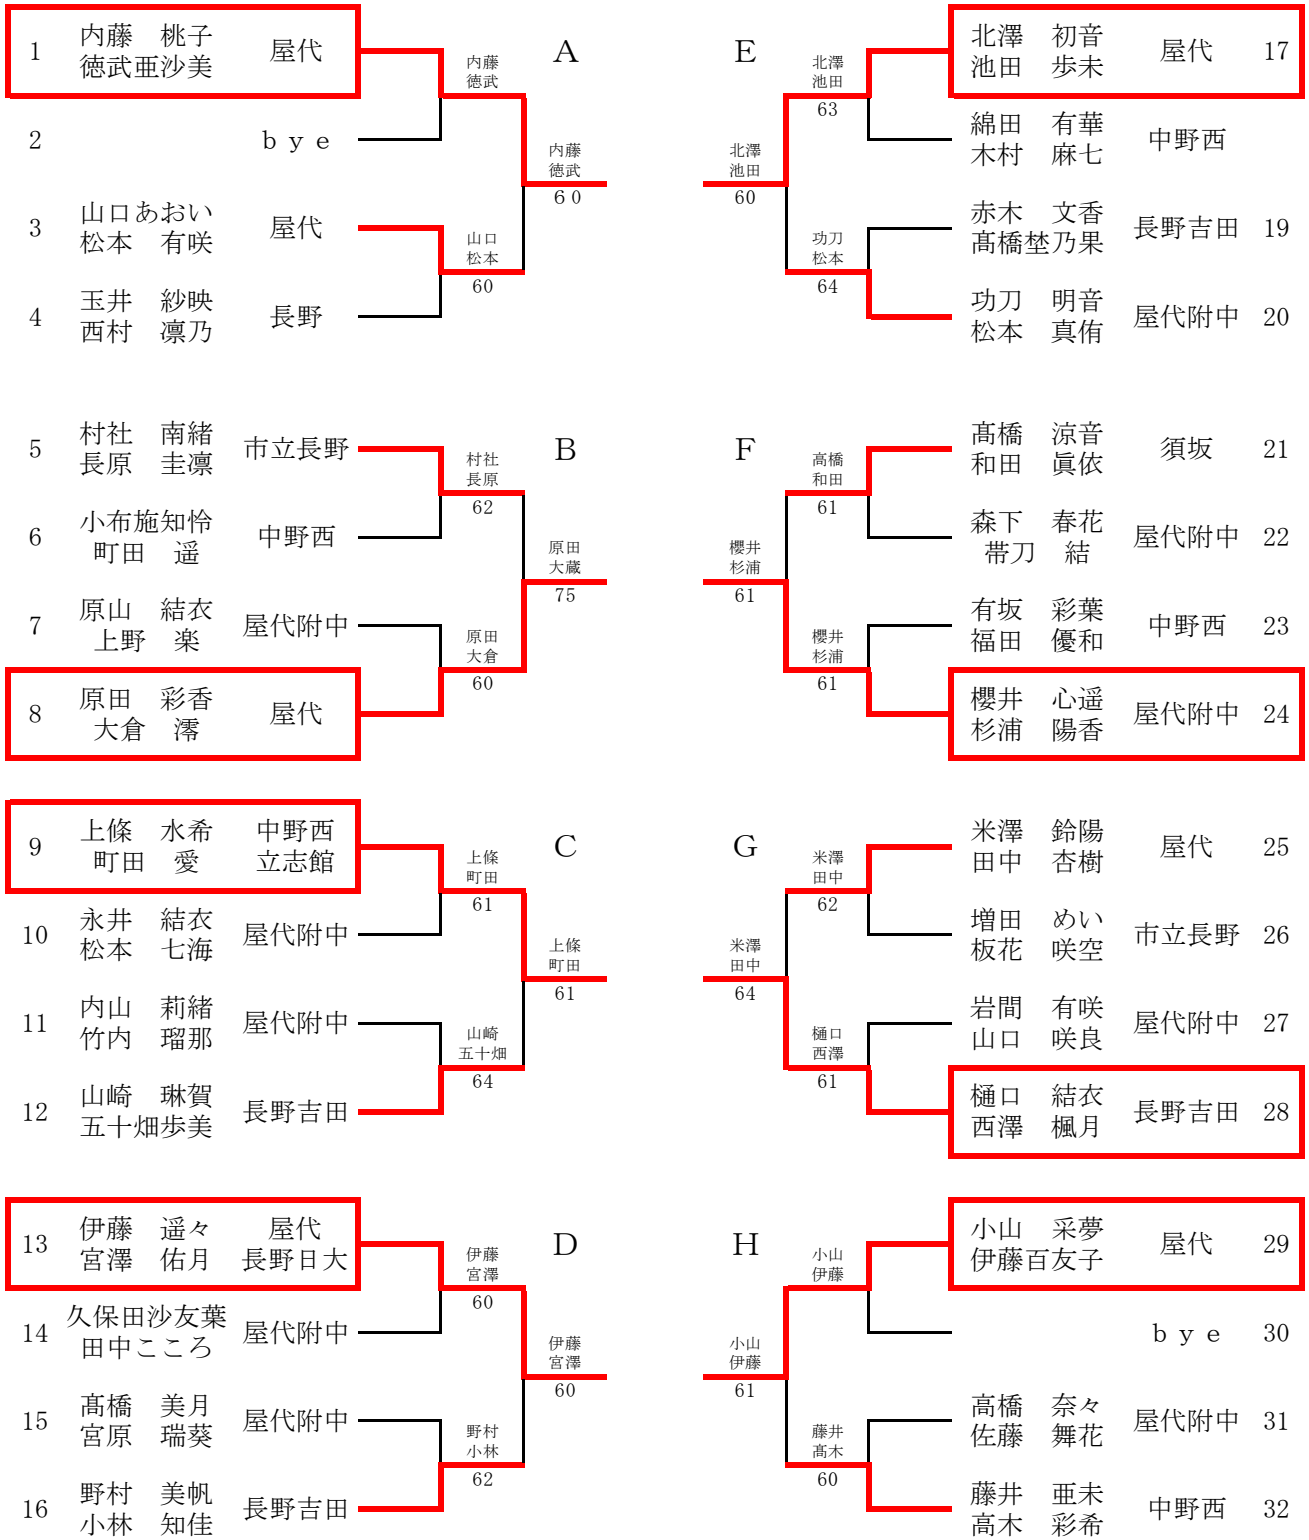 1 内藤　桃子 屋代
徳武亜沙美
2 ｂｙｅ
3 山口あおい 屋代
松本　有咲
4 玉井　紗映 長野
西村　凛乃
内藤
徳武
山口
松本
60
内藤
徳武
６０
A
5 村社　南緒 市立長野
長原　圭凛
6 小布施知怜 中野西
町田　遥
7 原山　結衣 屋代附中
上野　楽
8 原田　彩香 屋代
大倉　澪
村社
長原
62
原田
大倉
60
原田
大蔵
75
B
9 上條　水希 中野西
町田　愛 立志館
10 永井　結衣 屋代附中
松本　七海
11 内山　莉緒 屋代附中
竹内　瑠那
12 山崎　琳賀 長野吉田
五十畑歩美
上條
町田
61
山崎
五十畑
64
上條
町田
61
C
13 伊藤　遥々 屋代
宮澤　佑月 長野日大
14 久保田沙友葉 屋代附中
田中こころ
15 髙橋　美月 屋代附中
宮原　瑞葵
16 野村　美帆 長野吉田
小林　知佳
伊藤
宮澤
60
野村
小林
62
伊藤
宮澤
60
D
E
北澤
池田
60
北澤
池田
63
功刀
松本
64
北澤　初音 屋代 17
池田　歩未
綿田　有華 中野西
木村　麻七
赤木　文香 長野吉田 19
髙橋埜乃果
功刀　明音 屋代附中 20
松本　真侑
F
櫻井
杉浦
61
高橋
和田
61
櫻井
杉浦
61
髙橋　涼音 須坂 21
和田　眞依
森下　春花 屋代附中 22
帯刀　結
有坂　彩葉 中野西 23
福田　優和
櫻井　心遥 屋代附中 24
杉浦　陽香
G
米澤
田中
64
米澤
田中
62
樋口
西澤
61
米澤　鈴陽 屋代 25
田中　杏樹
増田　めい 市立長野 26
板花　咲空
岩間　有咲 屋代附中 27
山口　咲良
樋口　結衣 長野吉田 28
西澤　楓月
H
小山
伊藤
61
小山
伊藤
藤井
髙木
60
小山　采夢 屋代 29
伊藤百友子
ｂｙｅ 30
高橋　奈々 屋代附中 31
佐藤　舞花
藤井　亜未 中野西 32
高木　彩希